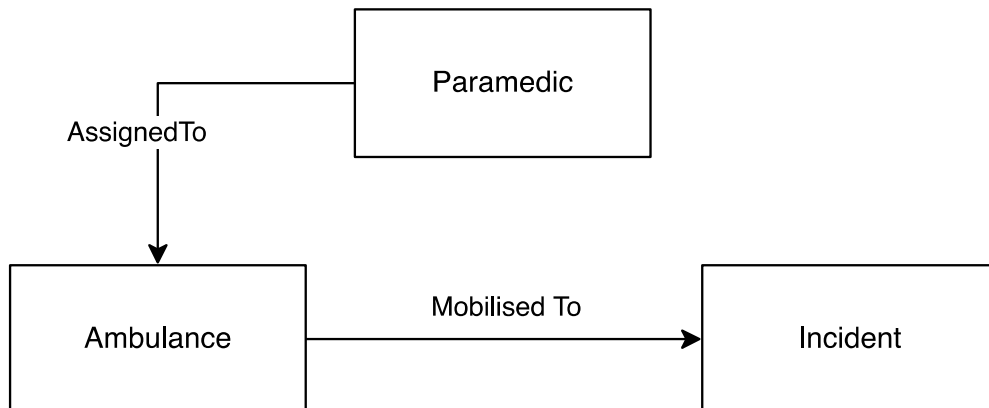 Paramedic
AssignedTo
Mobilised To
Ambulance
Incident